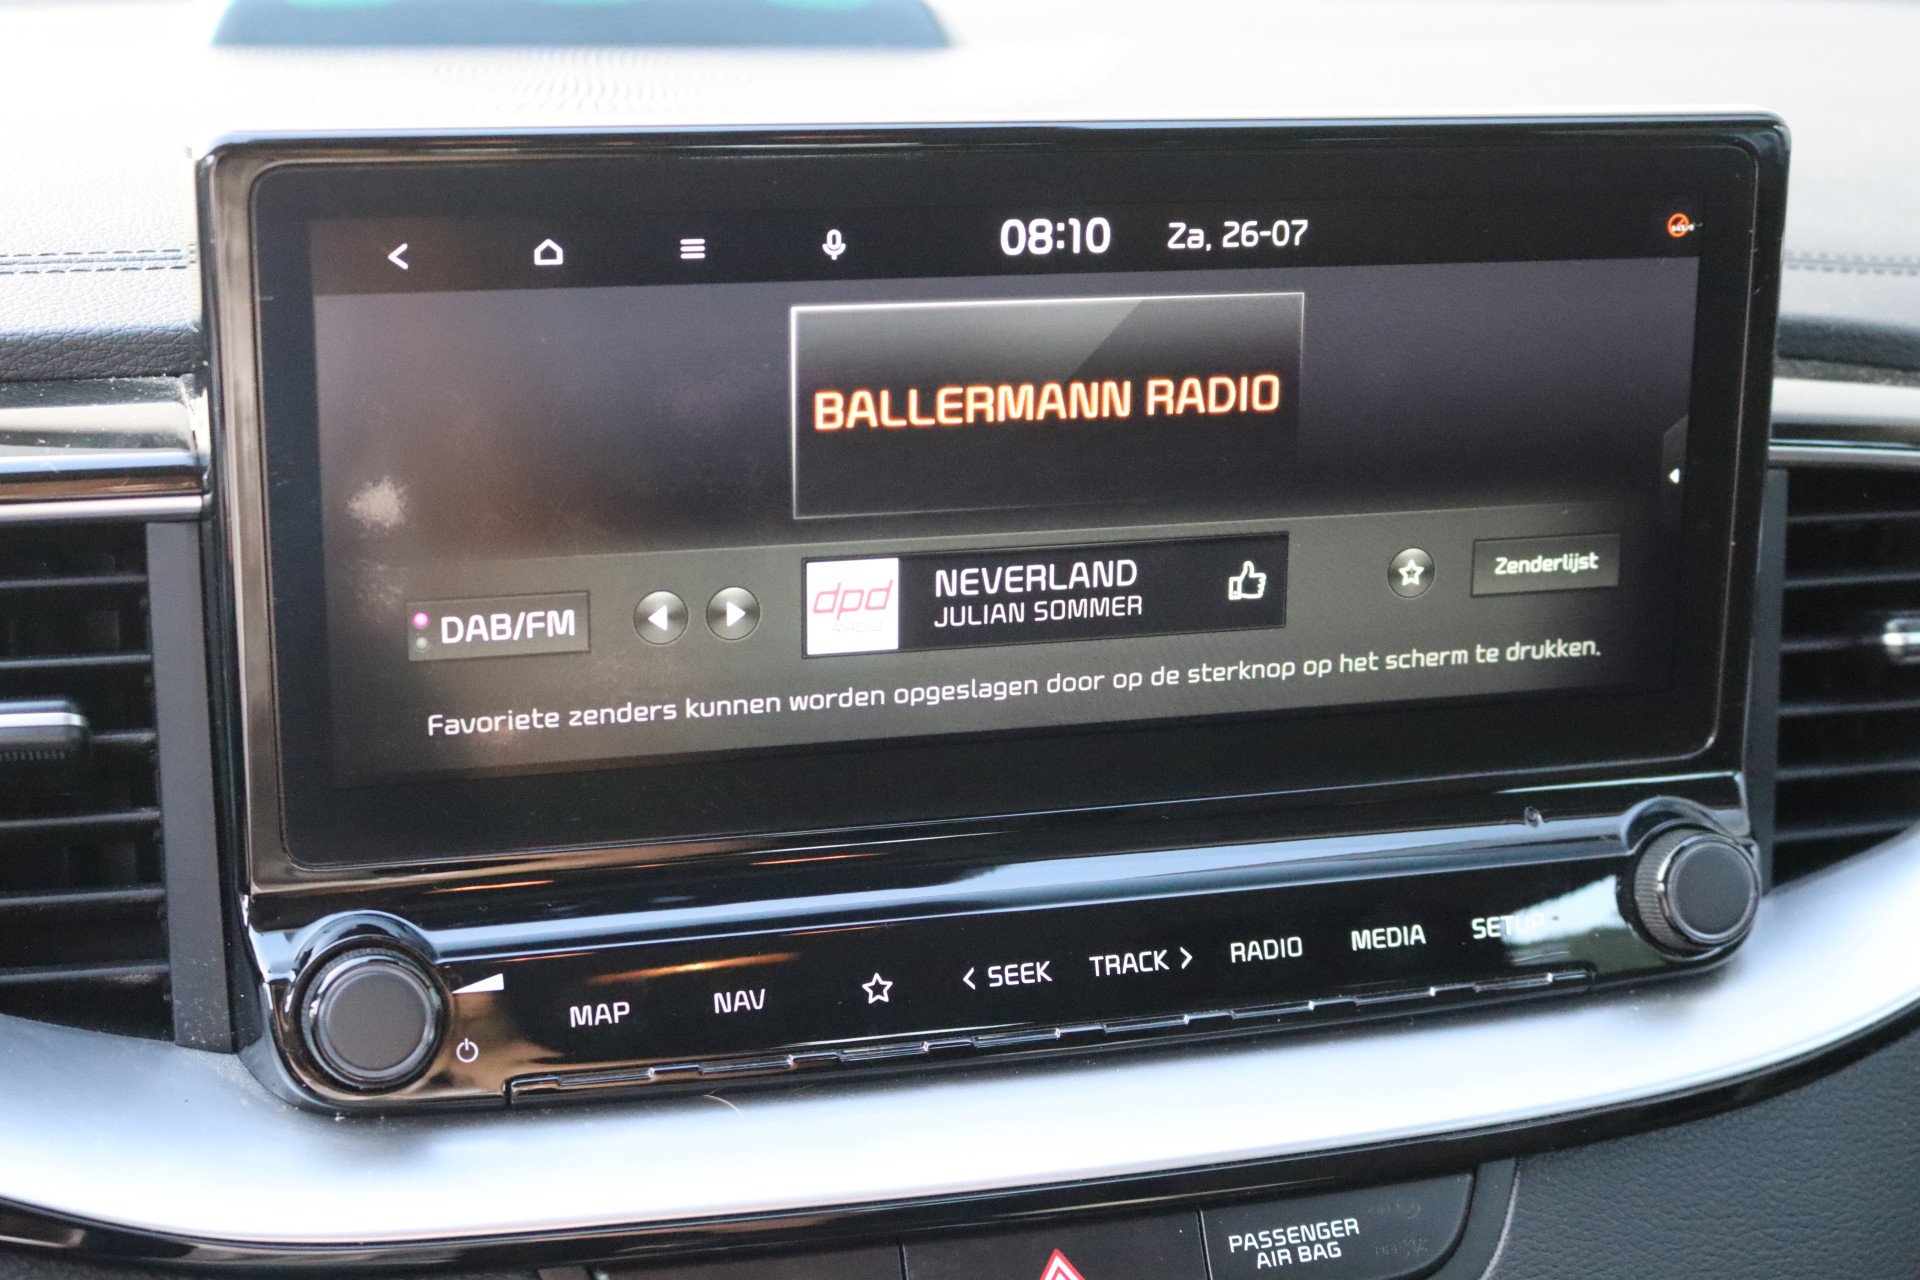 08:10 Za, 26-07
BALLERMANN RADIO
DAB/FM
dpd
NEVERLAND
JULIAN SOMMER
Zenderlijst
Favoriete zenders kunnen worden opgeslagen door op de sterknop op het scherm te drukken.
MAP NAV < SEEK TRACK > RADIO MEDIA SETUP
PASSENGER
AIR BAG